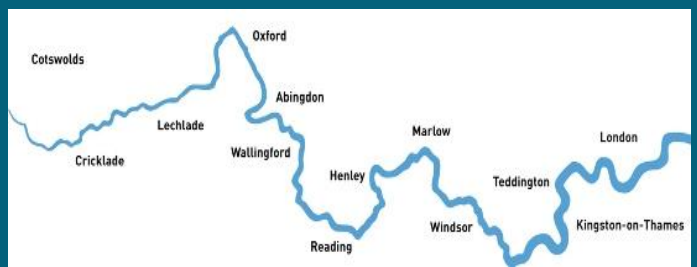 Oxford
Cotswolds
Abingdon
Lechlade
Marlow
London
Wallingford
Cricklade
Henley
Teddington
Reading
Windsor
Kingston-on-Thames